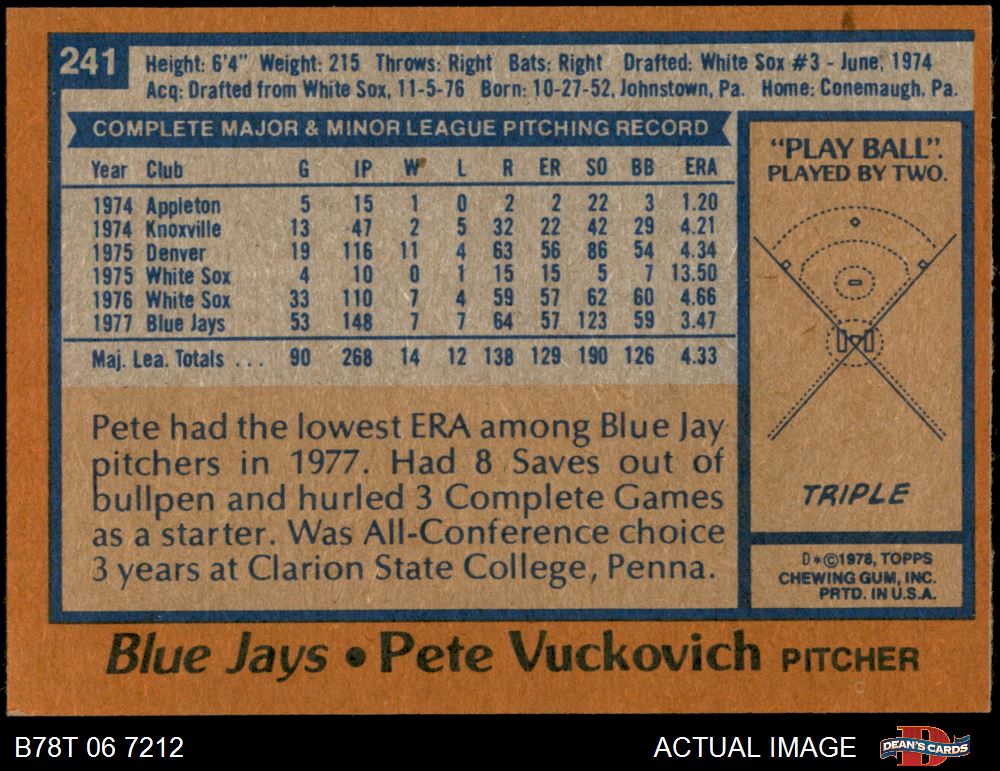 241
Height: 6'4" Weight: 215 Throws: Right Bats: Right Drafted: White Sox #3 - June, 1974
Acq: Drafted from White Sox, 11-5-76 Born: 10-27-52, Johnstown, Pa. Home: Conemaugh, Pa.
COMPLETE MAJOR & MINOR LEAGUE PITCHING RECORD
Year Club G IP W L R ER SO BB ERA
1974 Appleton 5 15 1 0 2 2 22 3 1.20
1974 Knoxville 13 47 2 5 32 22 42 29 4.21
1975 Denver 19 116 11 4 63 56 86 54 4.34
1975 White Sox 4 10 0 1 15 15 5 7 13.50
1976 White Sox 33 110 7 4 59 57 62 60 4.66
1977 Blue Jays 53 148 7 7 64 57 123 59 3.47
Maj. Lea. Totals ... 90 268 14 12 138 129 190 126 4.33
Pete had the lowest ERA among Blue Jay
pitchers in 1977. Had 8 Saves out of
bullpen and hurled 3 Complete Games
as a starter. Was All-Conference choice
3 years at Clarion State College, Penna.
"PLAY BALL".
PLAYED BY TWO.
TRIPLE
D*©1978, TOPPS
CHEWING GUM, INC.
PRTD. IN U.S.A.
Blue Jays • Pete Vuckovich PITCHER
C
B78T 06 7212
ACTUAL IMAGE
D
DEAN'S CARDS